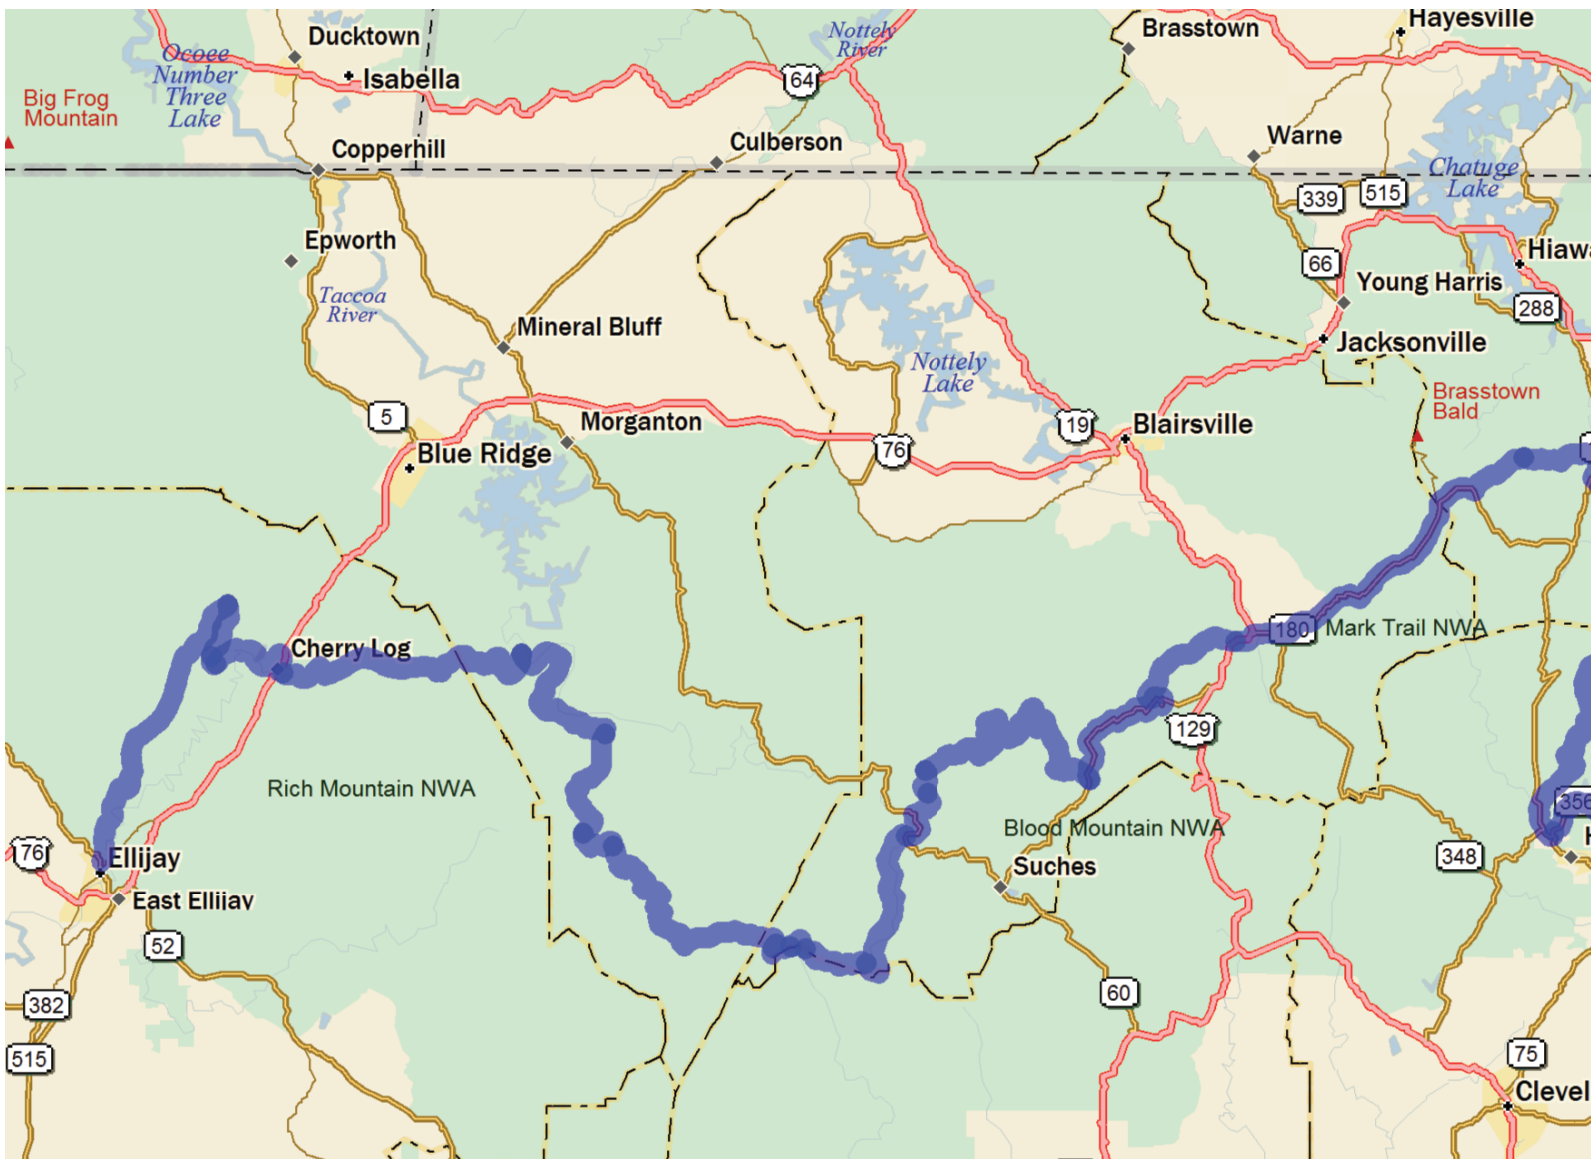 Hayesville
Brasstown
Nottely
River
Ducktown
Ocoee
Number
Three
Lake
Isabella
64
Big Frog
Mountain
Culberson
Warne
Copperhill
Chatuge
Lake
339
515
Epworth
Hiaw
66
Young Harris
Taccoa
River
288
Mineral Bluff
Jacksonville
Nottely
Lake
Brasstown
Bald
5
Morganton
19
Blairsville
76
Blue Ridge
180
Mark Trail NWA
Cherry Log
129
Rich Mountain NWA
356
Blood Mountain NWA
H
76
Ellijay
348
Suches
East Ellijay
52
60
382
515
75
Clevel